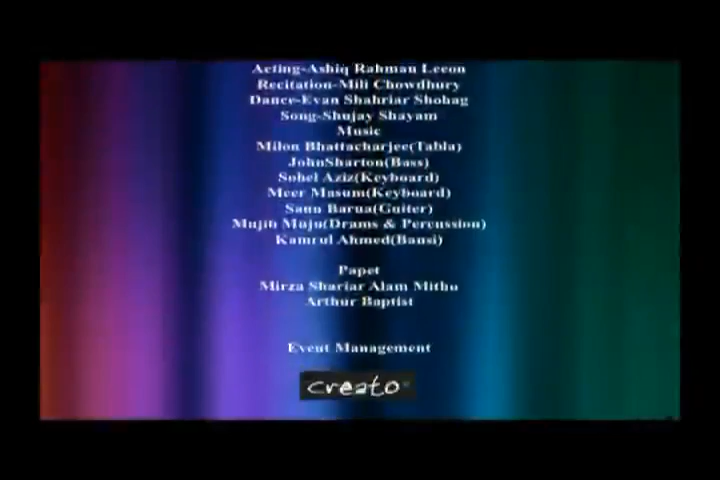 Acting-Ashiq Rahman Leeon
Recitation-Mili Chowdhury
Dance-Evan Shahriar Shohag
Song-Shujay Shayam
Music
Milon Bhattacharjee(Tabla)
JohnSharton(Bass)
Sohel Aziz(Keyboard)
Meer Masum(Keyboard)
Sanu Barua(Guiter)
Mujib Muju(Drams & Percussion)
Kamrul Ahmed(Bansi)
Papet
Mirza Shariar Alam Mithu
Arthur Baptist
Event Management
creato